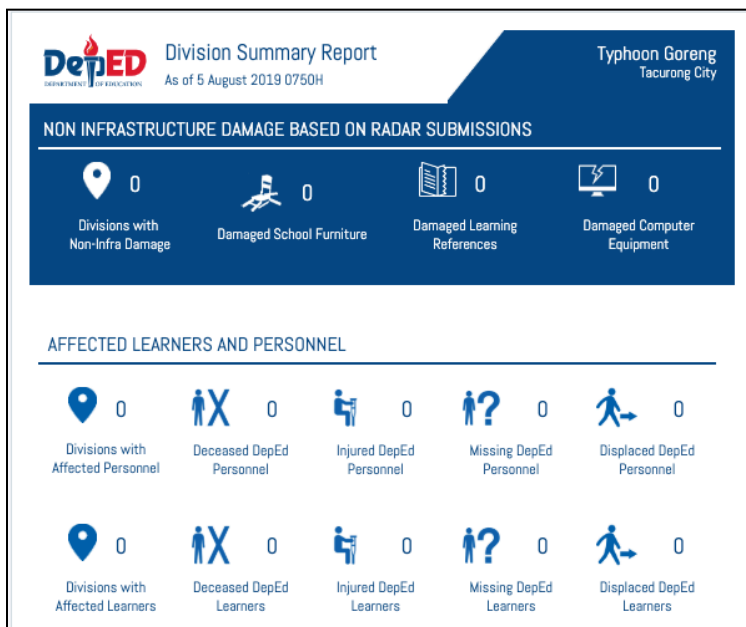 DepED
DEPARTMENT OF EDUCATION
Division Summary Report
As of 5 August 2019 0750H
Typhoon Goreng
Tacurong City
NON INFRASTRUCTURE DAMAGE BASED ON RADAR SUBMISSIONS
0
Divisions with
Non-Infra Damage
0
Damaged School Furniture
0
Damaged Learning
References
0
Damaged Computer
Equipment
AFFECTED LEARNERS AND PERSONNEL
0
Divisions with
Affected Personnel
0
Deceased DepEd
Personnel
0
Injured DepEd
Personnel
0
Missing DepEd
Personnel
0
Displaced DepEd
Personnel
0
Divisions with
Affected Learners
0
Deceased DepEd
Learners
0
Injured DepEd
Learners
0
Missing DepEd
Learners
0
Displaced DepEd
Learners